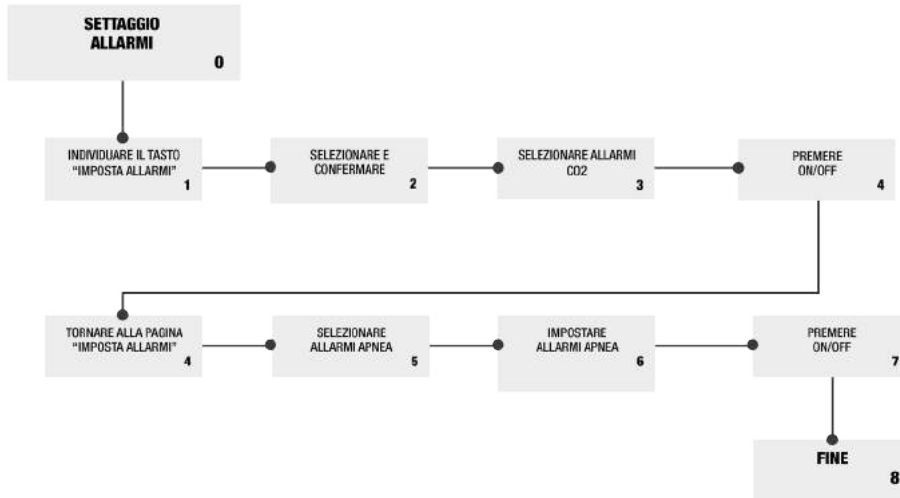 SETTAGGIO
ALLARMI
0
INDIVIDUARE IL TASTO
"IMPOSTA ALLARMI"
1
SELEZIONARE E
CONFERMARE
2
SELEZIONARE ALLARMI
CO2
3
PREMERE
ON/OFF
4
TORNARE ALLA PAGINA
"IMPOSTA ALLARMI"
4
SELEZIONARE
ALLARMI APNEA
5
IMPOSTARE
ALLARMI APNEA
6
PREMERE
ON/OFF
7
FINE
8